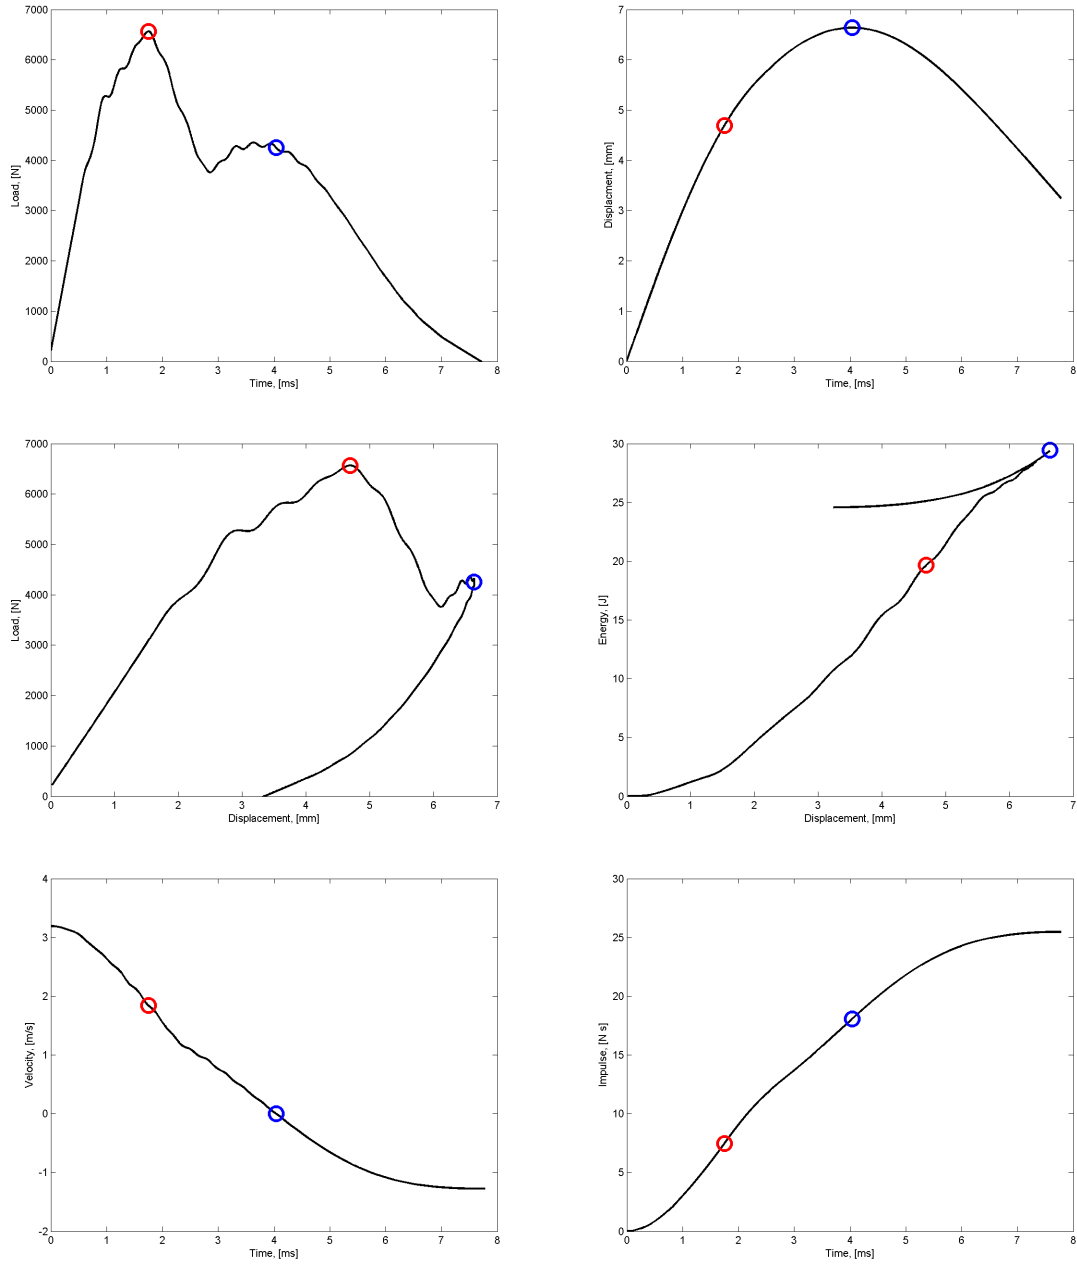 7000
6000
5000
4000
3000
2000
1000
0
Load, [N]
0 1 2 3 4 5 6 7 8
Time, [ms]
7
6
5
4
3
2
1
0
Displacment, [mm]
0 1 2 3 4 5 6 7 8
Time, [ms]
7000
6000
5000
4000
3000
2000
1000
0
Load, [N]
0 1 2 3 4 5 6 7
Displacement, [mm]
30
25
20
15
10
5
0
Energy, [J]
0 1 2 3 4 5 6 7
Displacement, [mm]
4
3
2
1
0
-1
-2
Velocity, [m/s]
0 1 2 3 4 5 6 7 8
Time, [ms]
30
25
20
15
10
5
0
Impulse, [N s]
0 1 2 3 4 5 6 7 8
Time, [ms]